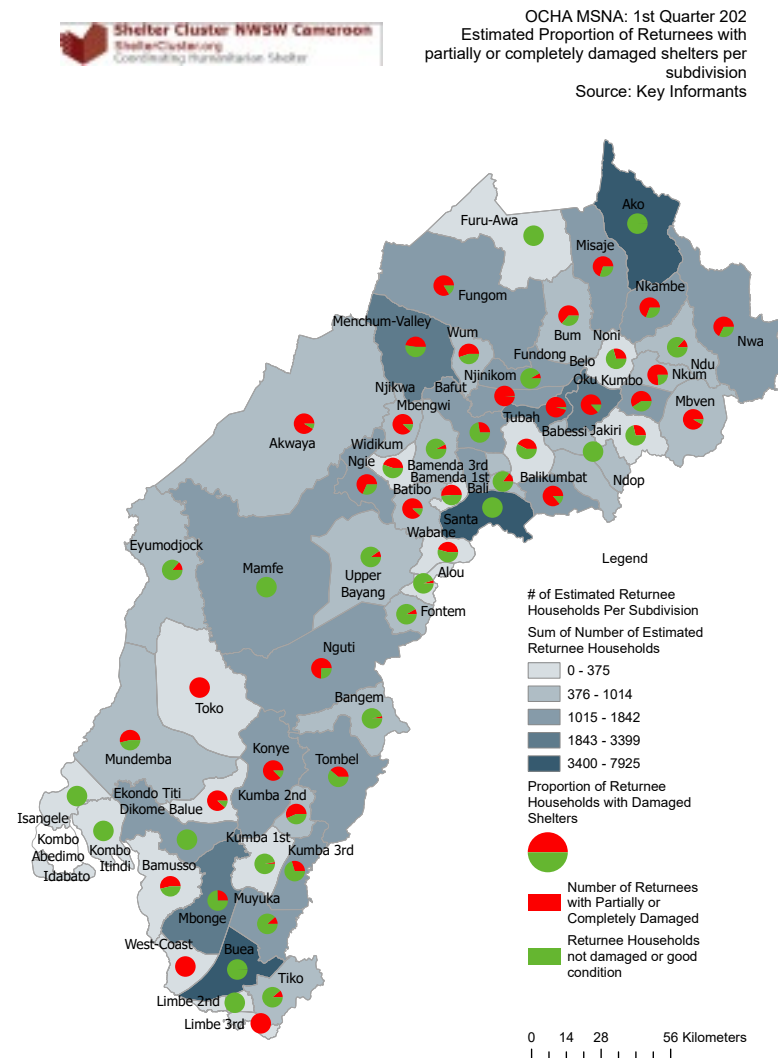 Shelter Cluster NWSW Cameroon
ShelterCluster.org
Coordinating Humanitarian Shelter
OCHA MSNA: 1st Quarter 202
Estimated Proportion of Returnees with
partially or completely damaged shelters per
subdivision
Source: Key Informants
Ako
Furu-Awa
Misaje
Nkambe
Fungom
Menchum-Valley
Wum
Bum
Noni
Nwa
Fundong
Belo
Ndu
Njinikom
Oku
Kumbo
Nkum
Njikwa
Bafut
Mbengwi
Mbven
Tubah
Akwaya
Widikum
Babessi
Jakiri
Ngie
Bamenda 3rd
Bamenda 1st
Balikumbat
Batibo
Bali
Ndop
Santa
Wabane
Eyumodjock
Mamfe
Upper
Bayang
Alou
Fontem
Nguti
Toko
Bangem
Mundemba
Konye
Tombel
Ekondo Titi
Kumba 2nd
Dikome Balue
Isangele
Kombo
Abedimo
Kombo
Itindi
Idabato
Kumba 1st
Kumba 3rd
Bamusso
Muyuka
Mbonge
West-Coast
Buea
Tiko
Limbe 2nd
Limbe 3rd
Legend
# of Estimated Returnee
Households Per Subdivision
Sum of Number of Estimated
Returnee Households
0 - 375
376 - 1014
1015 - 1842
1843 - 3399
3400 - 7925
Proportion of Returnee
Households with Damaged
Shelters
Number of Returnees
with Partially or
Completely Damaged
Returnee Households
not damaged or good
condition
0 14 28 56 Kilometers